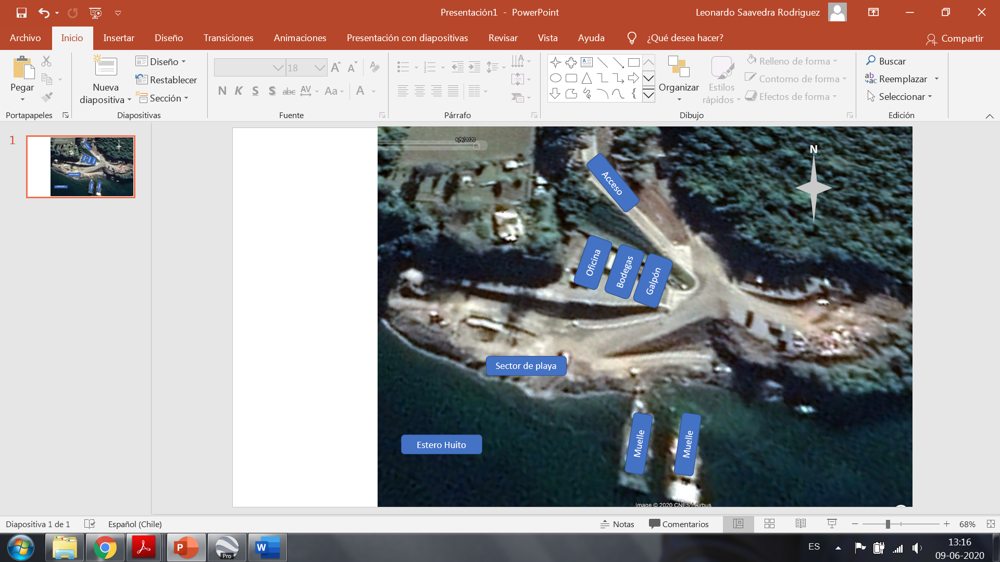 Presentación1 - PowerPoint
Leonardo Saavedra Rodriguez
Archivo
Inicio
Insertar
Diseño
Transiciones
Animaciones
Presentación con diapositivas
Revisar
Vista
Ayuda
¿Qué desea hacer?
Compartir
Pegar
Nueva
diapositiva
Diseño
Restablecer
Sección
18
N K S S abc AV Aa A
Organizar
Estilos
rápidos
Relleno de forma
Contorno de forma
Efectos de forma
Buscar
Reemplazar
Seleccionar
Portapapeles
Diapositivas
Fuente
Párrafo
Dibujo
Edición
1
6/9/2020
N
Acceso
Oficina
Bodegas
Galpón
Sector de playa
Estero Huito
Muelle
Muelle
Image © 2020 CNES / Airbus
Diapositiva 1 de 1
Español (Chile)
Notas
Comentarios
68%
Pro
ES
13:16
09-06-2020